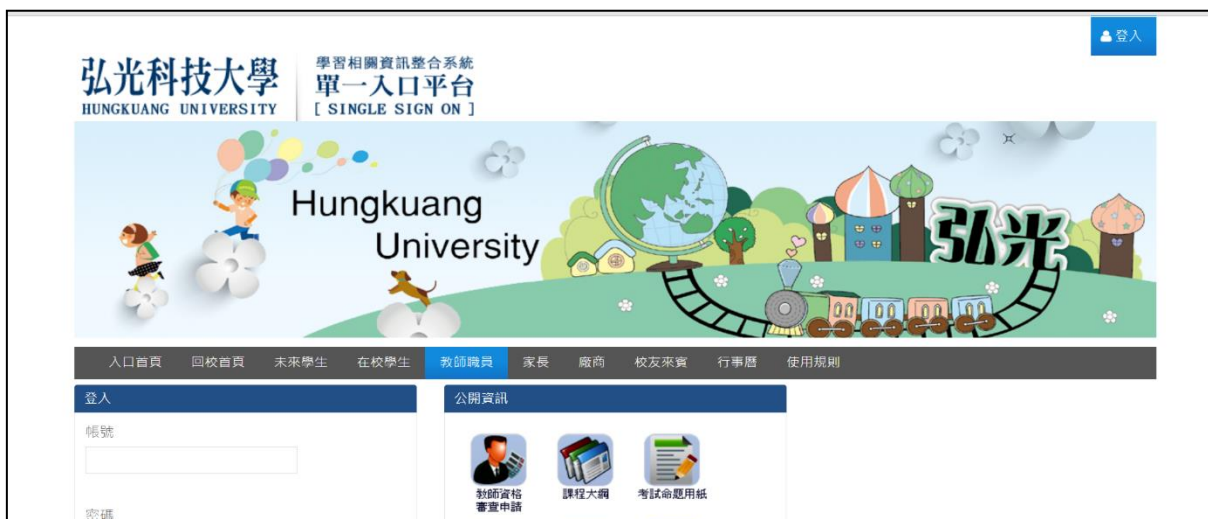 登入
弘光科技大學
HUNGKUANG UNIVERSITY
學習相關資訊整合系統
單一入口平台
[ SINGLE SIGN ON ]
Hungkuang
University
弘光
入口首頁 回校首頁 未來學生 在校學生 教師職員 家長 廠商 校友來賓 行事曆 使用規則
登入
帳號
密碼
公開資訊
教師資格
審查申請
課程大綱
考試命題用紙